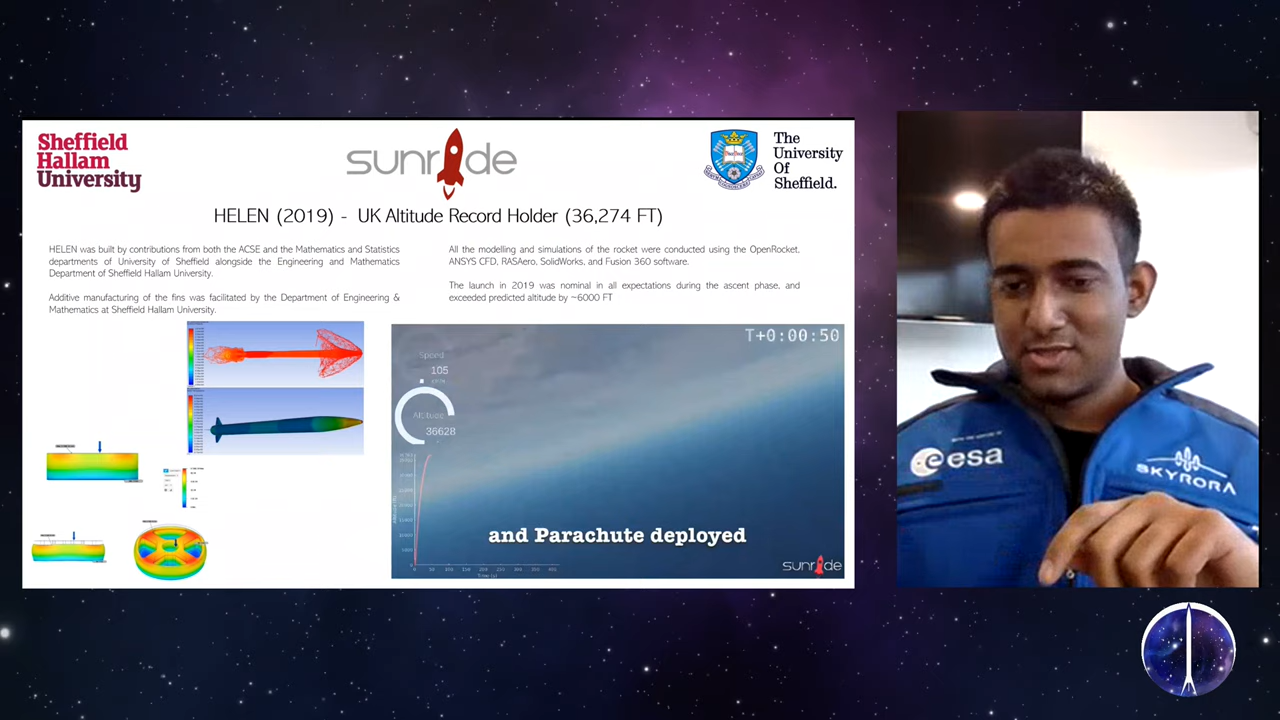 Sheffield
Hallam
University
sunride
The
University
Of
Sheffield.
HELEN (2019) - UK Altitude Record Holder (36,274 FT)
HELEN was built by contributions from both the ACSE and the Mathematics and Statistics
departments of University of Sheffield alongside the Engineering and Mathematics
Department of Sheffield Hallam University.
Additive manufacturing of the fins was facilitated by the Department of Engineering &
Mathematics at Sheffield Hallam University.
All the modelling and simulations of the rocket were conducted using the OpenRocket,
ANSYS CFD, RASAero, SolidWorks, and Fusion 360 software.
The launch in 2019 was nominal in all expectations during the ascent phase, and
exceeded predicted altitude by ~6000 FT
T+0:00:50
Speed
105
Altitude
36628
and Parachute deployed
Time (s)
sunride
esa
SKYRORA